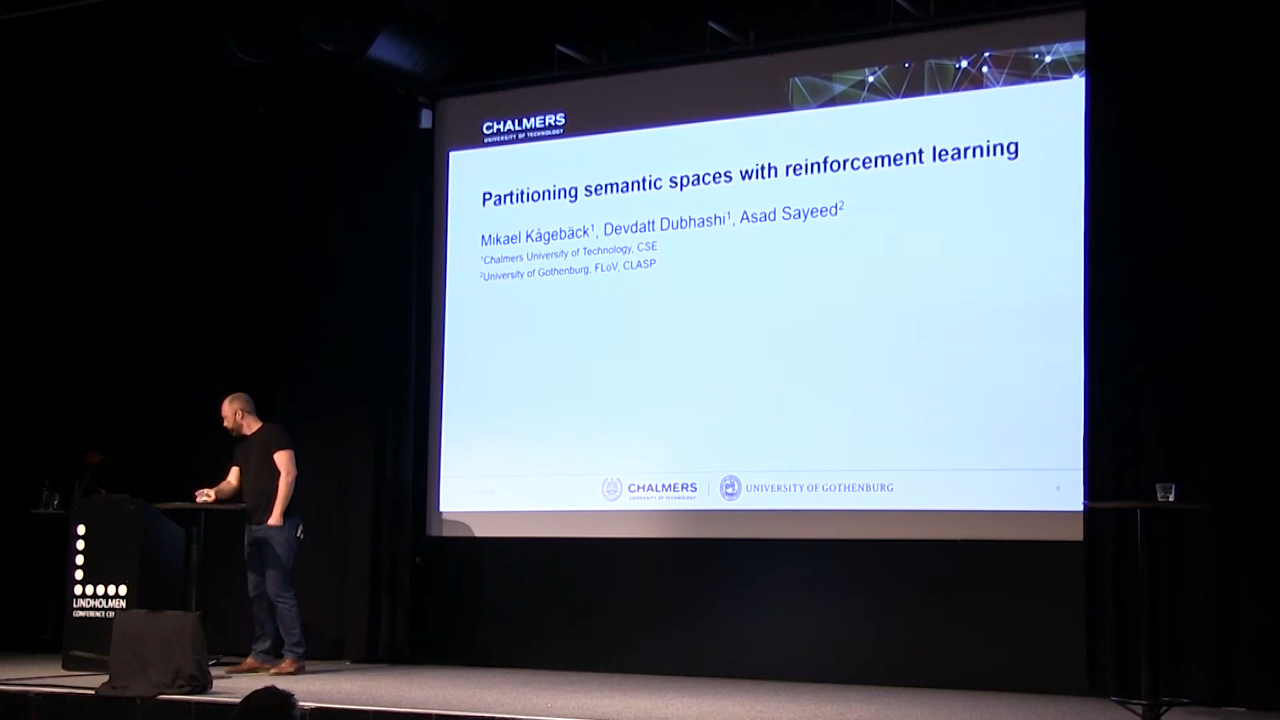 CHALMERS
UNIVERSITY OF TECHNOLOGY
Partitioning semantic spaces with reinforcement learning
Mikael Kågebäck¹, Devdatt Dubhashi¹, Asad Sayeed²
¹Chalmers University of Technology, CSE
²University of Gothenburg, FLoV, CLASP
CHALMERS
UNIVERSITY OF TECHNOLOGY
UNIVERSITY OF GOTHENBURG
LINDHOLMEN
CONFERENCE CE